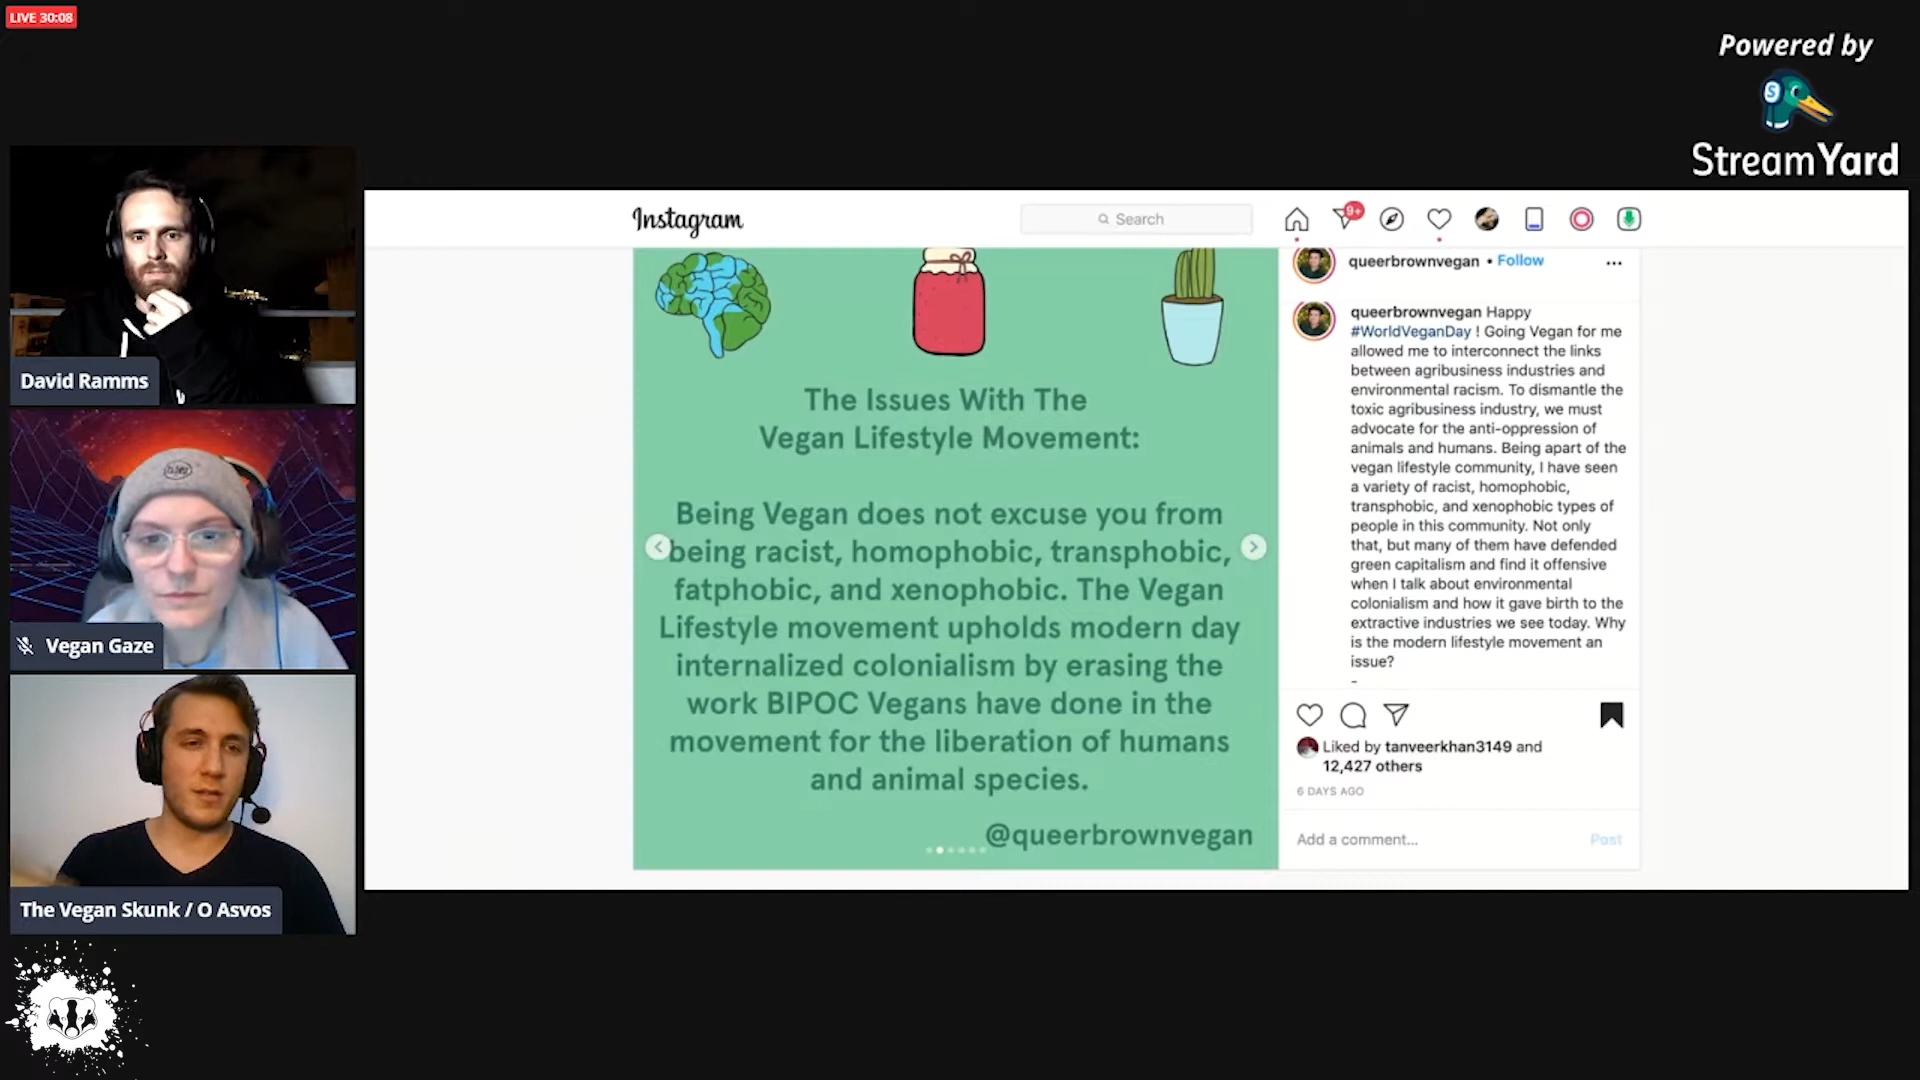 LIVE 30:08
Powered by
S
StreamYard
David Ramms
Vegan Gaze
The Vegan Skunk / O Asvos
Instagram
Search
9+
The Issues With The
Vegan Lifestyle Movement:
Being Vegan does not excuse you from
being racist, homophobic, transphobic,
fatphobic, and xenophobic. The Vegan
Lifestyle movement upholds modern day
internalized colonialism by erasing the
work BIPOC Vegans have done in the
movement for the liberation of humans
and animal species.
@queerbrownvegan
queerbrownvegan • Follow
...
queerbrownvegan Happy
#WorldVeganDay ! Going Vegan for me
allowed me to interconnect the links
between agribusiness industries and
environmental racism. To dismantle the
toxic agribusiness industry, we must
advocate for the anti-oppression of
animals and humans. Being apart of the
vegan lifestyle community, I have seen
a variety of racist, homophobic,
transphobic, and xenophobic types of
people in this community. Not only
that, but many of them have defended
green capitalism and find it offensive
when I talk about environmental
colonialism and how it gave birth to the
extractive industries we see today. Why
is the modern lifestyle movement an
issue?
-
Liked by tanveerkhan3149 and
12,427 others
6 DAYS AGO
Add a comment...
Post